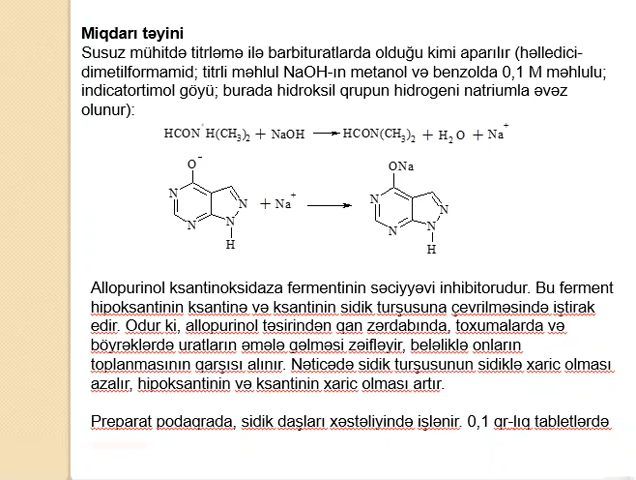 Miqdarı təyini
Susuz mühitdə titrləmə ilə barbituratlarda olduğu kimi aparılır (həlledici-
dimetilformamid; titrli məhlul NaOH-ın metanol və benzolda 0,1 M məhlulu;
indicatortimol göyü; burada hidroksil qrupun hidrogeni natriumla əvəz
olunur):
HCON⁺H(CH₃)₂ + NaOH → HCON(CH₃)₂ + H₂O + Na⁺
O⁻ ONa
N N N N
+ Na⁺ →
N N N N
H H
Allopurinol ksantinoksidaza fermentinin səciyyəvi inhibitorudur. Bu ferment
hipoksantinin ksantinə və ksantinin sidik turşusuna çevrilməsində iştirak
edir. Odur ki, allopurinol təsirindən qan zərdabında, toxumalarda və
böyrəklərdə uratların əmələ gəlməsi zəifləyir, beləliklə onların
toplanmasının qarşısı alınır. Nəticədə sidik turşusunun sidiklə xaric olması
azalır, hipoksantinin və ksantinin xaric olması artır.
Preparat podaqrada, sidik daşları xəstəliyində işlənir. 0,1 qr-lıq tabletlərdə